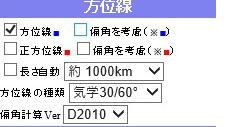 方位線
方位線■ 偏角を考慮(※■)
正方位線■ 偏角を考慮(※■)
長さ自動 約 1000km
方位線の種類 気学30/60°
偏角計算Ver D2010